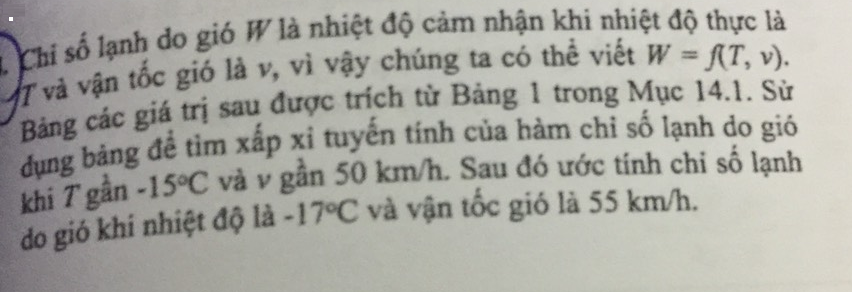 Chỉ số lạnh do gió W là nhiệt độ cảm nhận khi nhiệt độ thực là
T và vận tốc gió là v, vì vậy chúng ta có thể viết W = f(T, v).
Bảng các giá trị sau được trích từ Bảng 1 trong Mục 14.1. Sử
dụng bảng để tìm xấp xỉ tuyến tính của hàm chỉ số lạnh do gió
khi T gần -15°C và v gần 50 km/h. Sau đó ước tính chỉ số lạnh
do gió khi nhiệt độ là -17°C và vận tốc gió là 55 km/h.